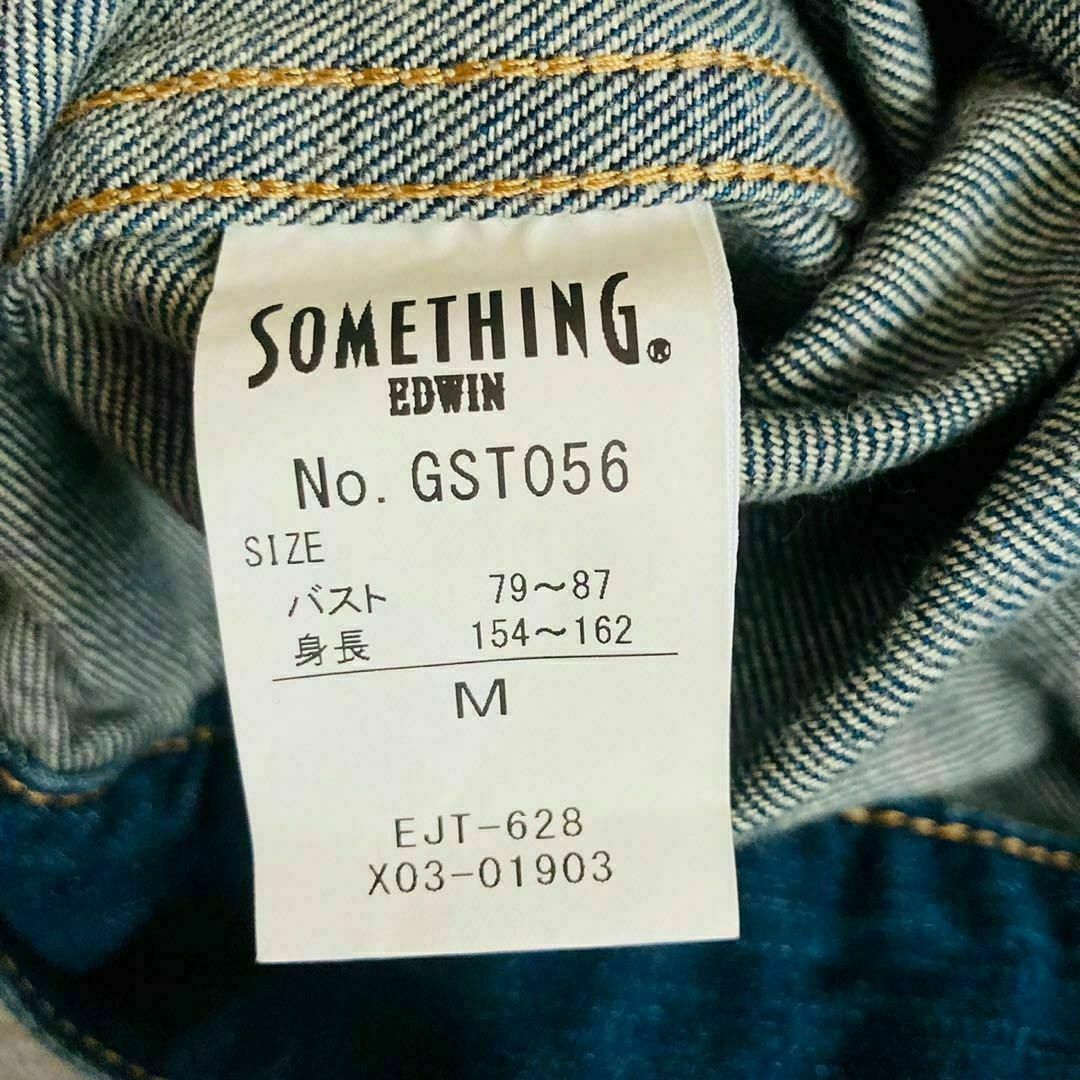 SOMETHING®
EDWIN
No. GST056
SIZE
バスト 79～87
身長 154～162
M
EJT-628
X03-01903